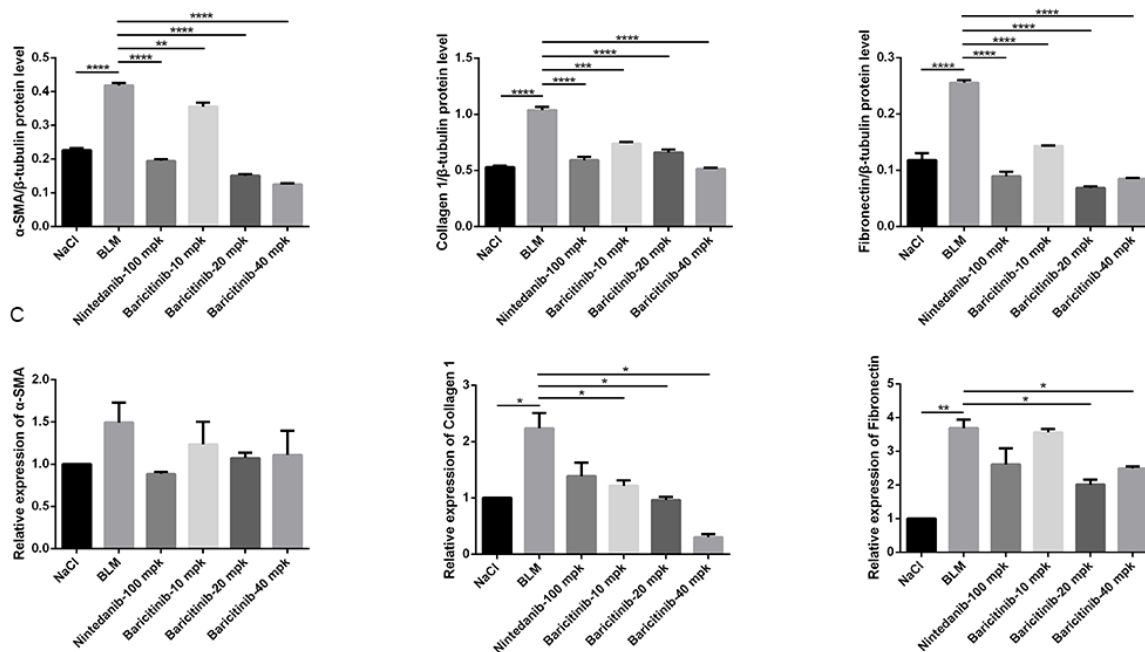 ****
****
**
****
****
α-SMA/β-tubulin protein level
0.5
0.4
0.3
0.2
0.1
0.0
NaCl
BLM
Nintedanib-100 mpk
Baricitinib-10 mpk
Baricitinib-20 mpk
Baricitinib-40 mpk
****
****
***
****
****
Collagen 1/β-tubulin protein level
1.5
1.0
0.5
0.0
NaCl
BLM
Nintedanib-100 mpk
Baricitinib-10 mpk
Baricitinib-20 mpk
Baricitinib-40 mpk
****
****
****
****
****
Fibronectin/β-tubulin protein level
0.3
0.2
0.1
0.0
NaCl
BLM
Nintedanib-100 mpk
Baricitinib-10 mpk
Baricitinib-20 mpk
Baricitinib-40 mpk
C
Relative expression of α-SMA
2.0
1.5
1.0
0.5
0.0
NaCl
BLM
Nintedanib-100 mpk
Baricitinib-10 mpk
Baricitinib-20 mpk
Baricitinib-40 mpk
*
*
*
*
Relative expression of Collagen 1
3
2
1
0
NaCl
BLM
Nintedanib-100 mpk
Baricitinib-10 mpk
Baricitinib-20 mpk
Baricitinib-40 mpk
*
*
**
Relative expression of Fibronectin
5
4
3
2
1
0
NaCl
BLM
Nintedanib-100 mpk
Baricitinib-10 mpk
Baricitinib-20 mpk
Baricitinib-40 mpk